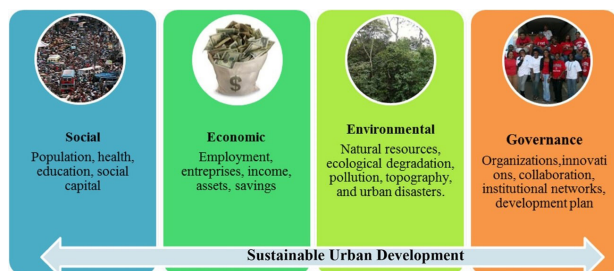 Social
Population, health,
education, social
capital
Economic
Employment,
entreprises, income,
assets, savings
Environmental
Natural resources,
ecological degradation,
pollution, topography,
and urban disasters.
Governance
Organizations,innovati
ons, collaboration,
institutional networks,
development plan
Sustainable Urban Development
$